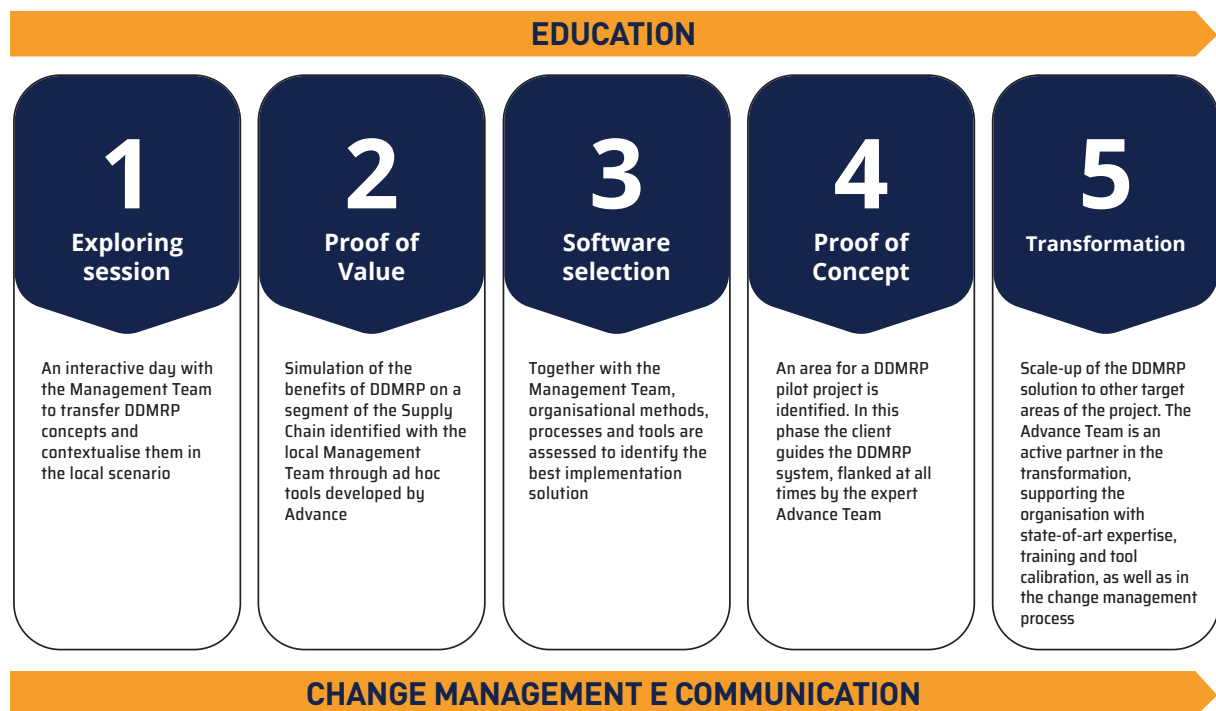 EDUCATION
1
Exploring
session
An interactive day with
the Management Team
to transfer DDMRP
concepts and
contextualise them in
the local scenario
2
Proof of
Value
Simulation of the
benefits of DDMRP on a
segment of the Supply
Chain identified with the
local Management
Team through ad hoc
tools developed by
Advance
3
Software
selection
Together with the
Management Team,
organisational methods,
processes and tools are
assessed to identify the
best implementation
solution
4
Proof of
Concept
An area for a DDMRP
pilot project is
identified. In this
phase the client
guides the DDMRP
system, flanked at all
times by the expert
Advance Team
5
Transformation
Scale-up of the DDMRP
solution to other target
areas of the project. The
Advance Team is an
active partner in the
transformation,
supporting the
organisation with
state-of-art expertise,
training and tool
calibration, as well as in
the change management
process
CHANGE MANAGEMENT E COMMUNICATION